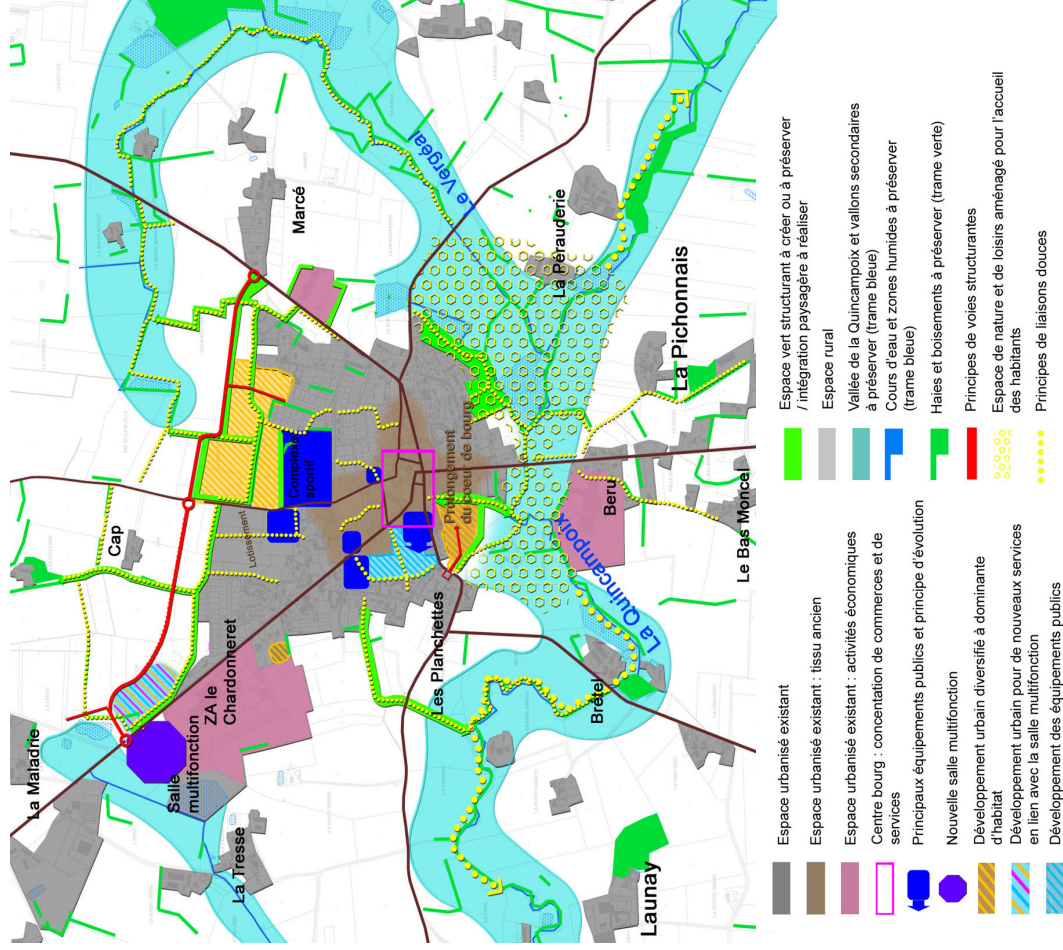 La Maladrie
Cap
Marcé
Lotissement
ZA le
Chardonneret
Salle
multifonction
Complexe
sportif
Le Vergéal
La Tresse
Les Planchettes
Prolongement
du coeur de bourg
La Pérauderie
La Pichonnais
La Quincampoix
Beru
Brétel
Le Bas Moncel
Launay
Espace urbanisé existant
Espace urbanisé existant : tissu ancien
Espace urbanisé existant : activités économiques
Centre bourg : concentation de commerces et de
services
Principaux équipements publics et principe d'évolution
Nouvelle salle multifonction
Développement urbain diversifié à dominante
d'habitat
Développement urbain pour de nouveaux services
en lien avec la salle multifonction
Développement des équipements publics
Espace vert structurant à créer ou à préserver
/ intégration paysagère à réaliser
Espace rural
Vallée de la Quincampoix et vallons secondaires
à préserver (trame bleue)
Cours d'eau et zones humides à préserver
(trame bleue)
Haies et boisements à préserver (trame verte)
Principes de voies structurantes
Espace de nature et de loisirs aménagé pour l'accueil
des habitants
Principes de liaisons douces